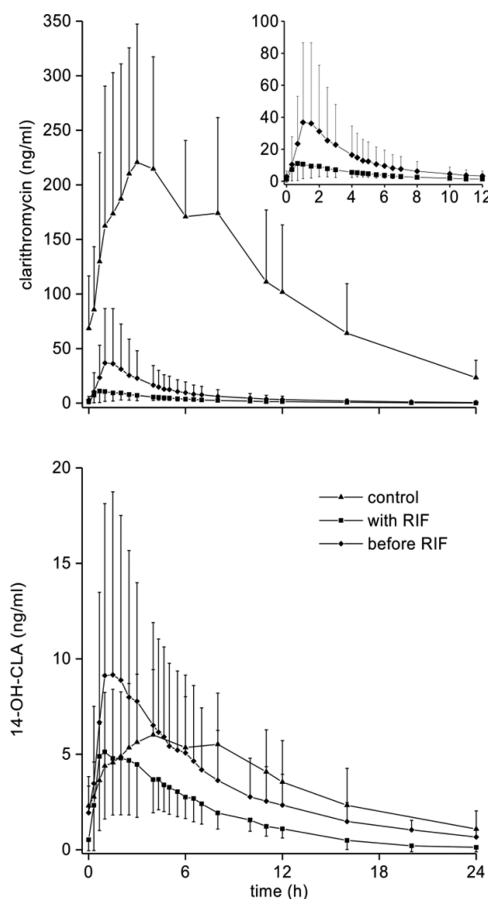 clarithromycin (ng/ml)
350
300
250
200
150
100
50
0
100
80
60
40
20
0
0 2 4 6 8 10 12
14-OH-CLA (ng/ml)
20
15
10
5
0
control
with RIF
before RIF
0 6 12 18 24
time (h)